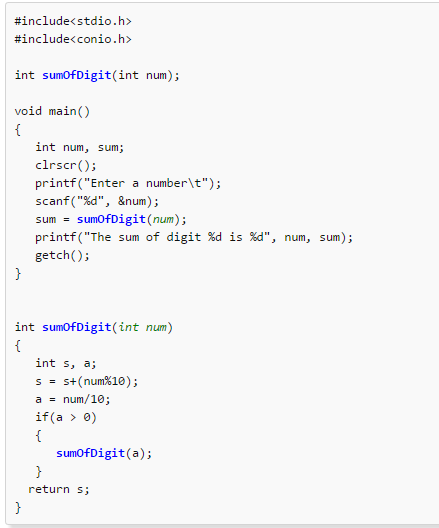 #include<stdio.h>
#include<conio.h>
int sumOfDigit(int num);
void main()
{
int num, sum;
clrscr();
printf("Enter a number\t");
scanf("%d", &num);
sum = sumOfDigit(num);
printf("The sum of digit %d is %d", num, sum);
getch();
}
int sumOfDigit(int num)
{
int s, a;
s = s+(num%10);
a = num/10;
if(a > 0)
{
sumOfDigit(a);
}
return s;
}